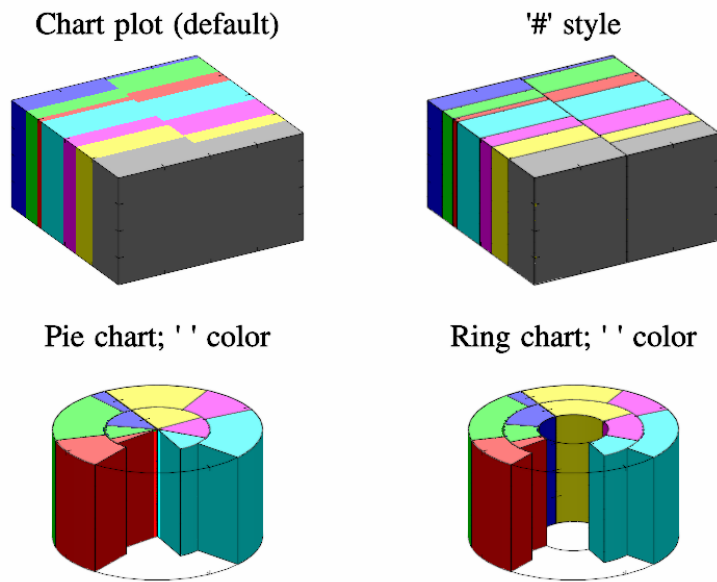 Chart plot (default)
'#' style
Pie chart; ' ' color
Ring chart; ' ' color